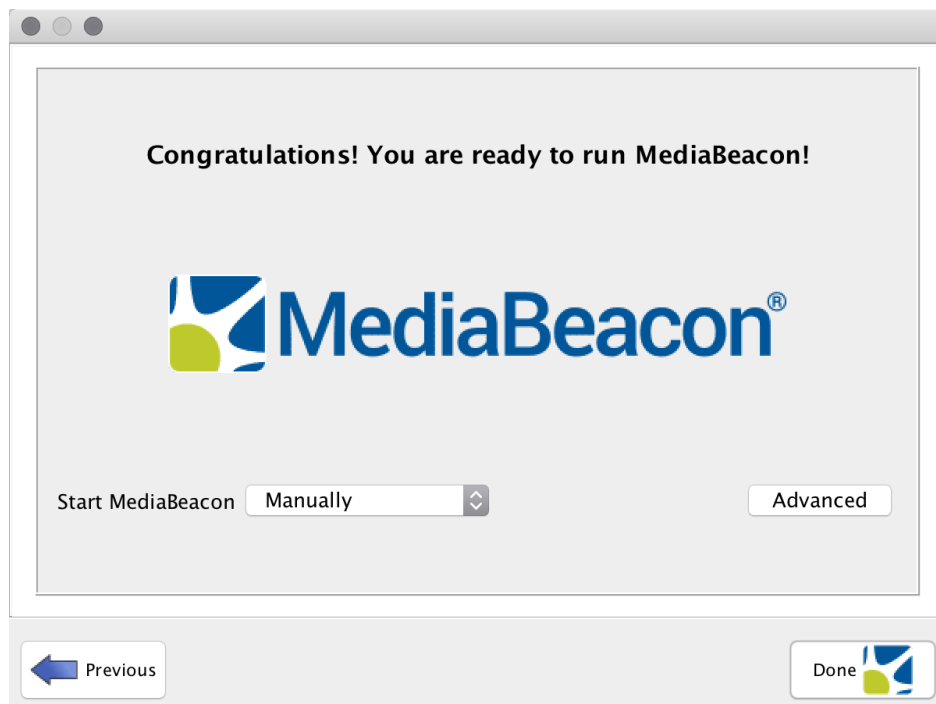 Congratulations! You are ready to run MediaBeacon!
MediaBeacon®
Start MediaBeacon Manually Advanced
Previous Done